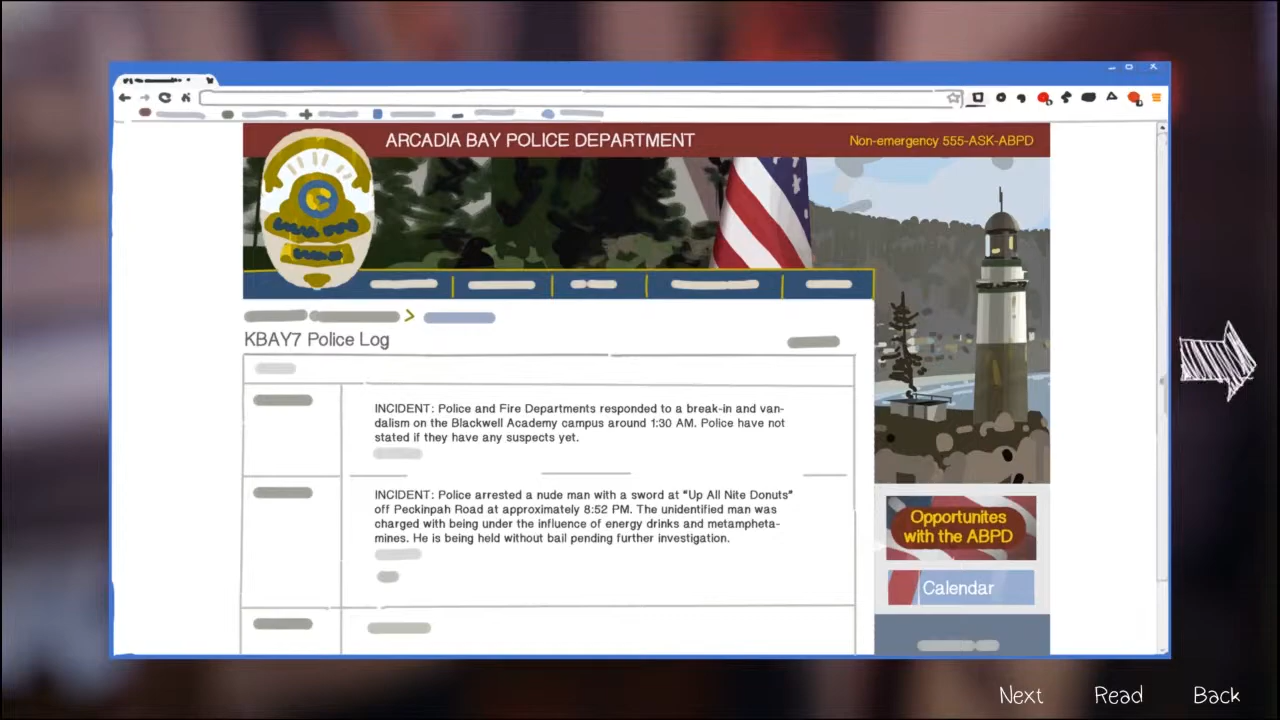 ARCADIA BAY POLICE DEPARTMENT
Non-emergency 555-ASK-ABPD
KBAY7 Police Log
INCIDENT: Police and Fire Departments responded to a break-in and van-
dalism on the Blackwell Academy campus around 1:30 AM. Police have not
stated if they have any suspects yet.
INCIDENT: Police arrested a nude man with a sword at "Up All Nite Donuts"
off Peckinpah Road at approximately 8:52 PM. The unidentified man was
charged with being under the influence of energy drinks and metampheta-
mines. He is being held without bail pending further investigation.
Opportunites
with the ABPD
Calendar
Next Read Back